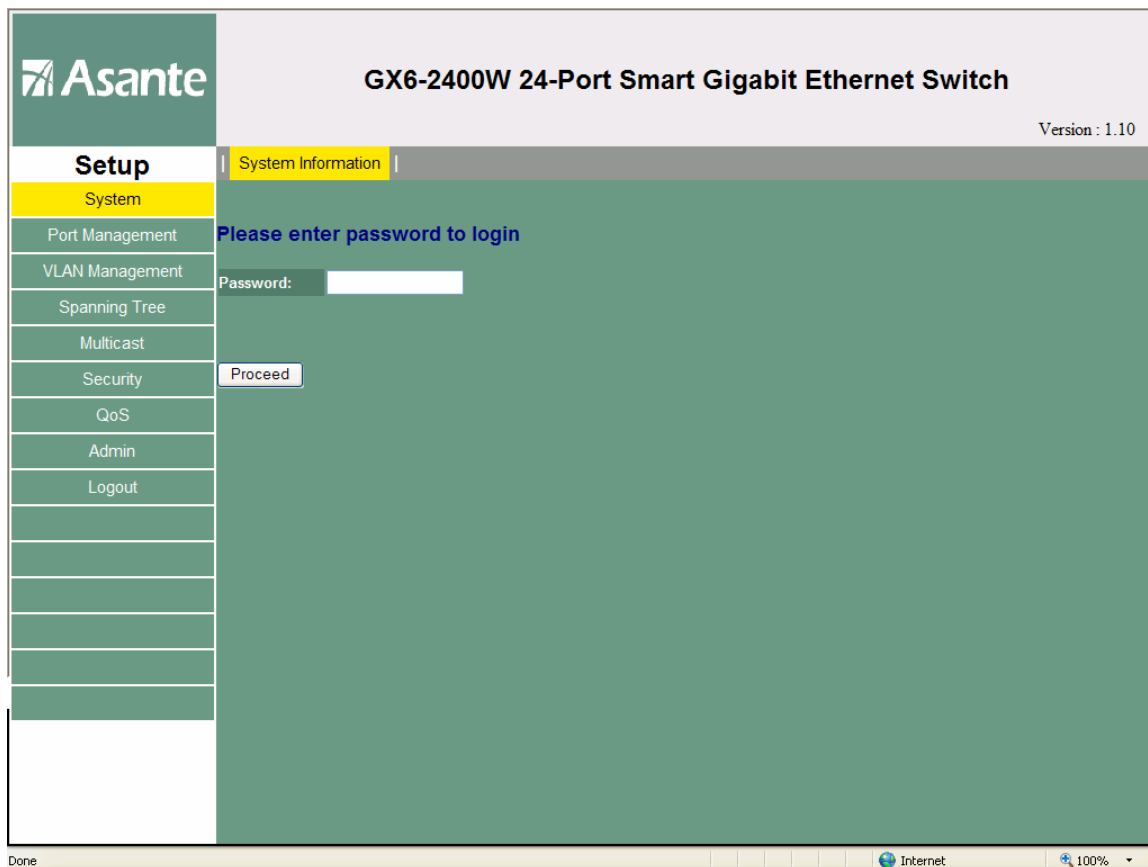 Asante
GX6-2400W 24-Port Smart Gigabit Ethernet Switch
Version : 1.10
Setup
| System Information |
System
Port Management
VLAN Management
Spanning Tree
Multicast
Security
QoS
Admin
Logout
Please enter password to login
Password:
Proceed
Done
Internet
100%